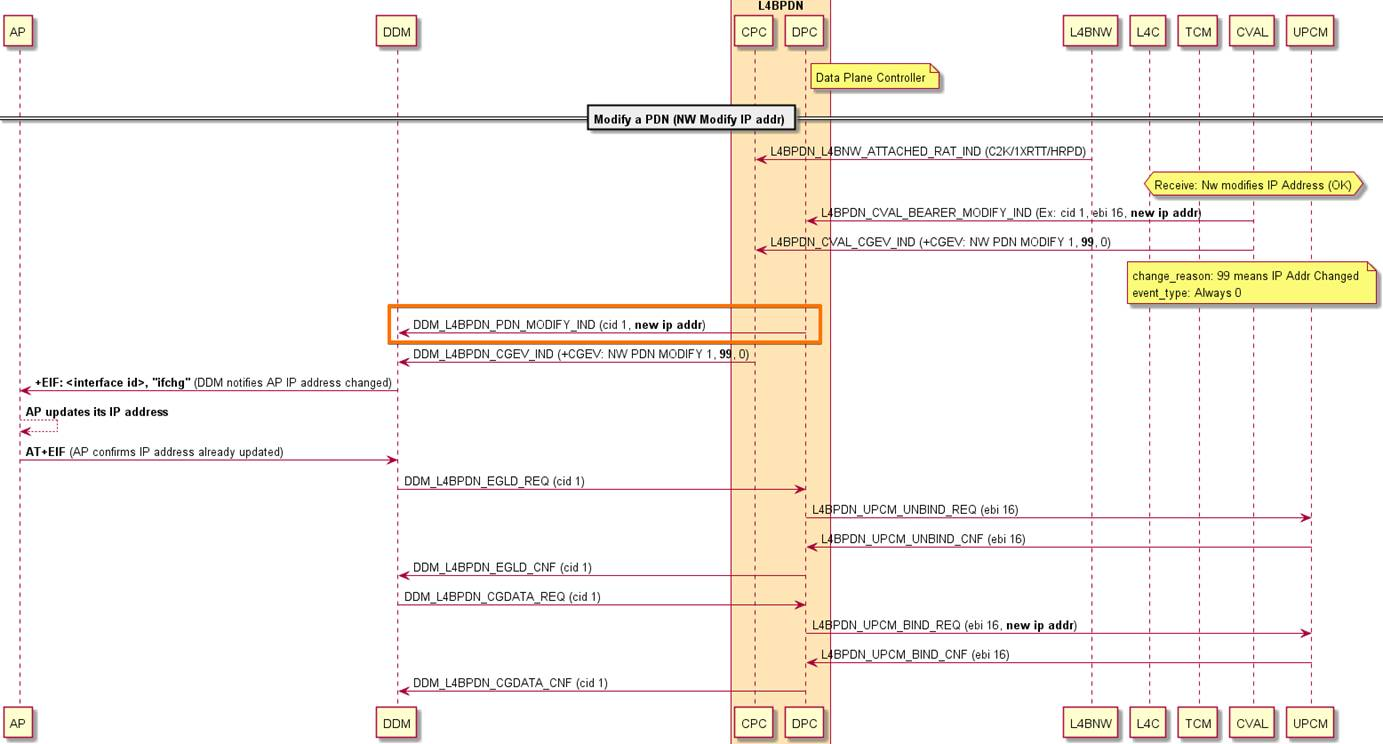 L4BPDN
AP DDM CPC DPC L4BNW L4C TCM CVAL UPCM
Data Plane Controller
Modify a PDN (NW Modify IP addr)
L4BPDN_L4BNW_ATTACHED_RAT_IND (C2K/1XRTT/HRPD)
Receive: Nw modifies IP Address (OK)
L4BPDN_CVAL_BEARER_MODIFY_IND (Ex: cid 1, ebi 16, new ip addr)
L4BPDN_CVAL_CGEV_IND (+CGEV: NW PDN MODIFY 1, 99, 0)
change_reason: 99 means IP Addr Changed
event_type: Always 0
DDM_L4BPDN_PDN_MODIFY_IND (cid 1, new ip addr)
DDM_L4BPDN_CGEV_IND (+CGEV: NW PDN MODIFY 1, 99, 0)
+EIF: <interface id>, "ifchg" (DDM notifies AP IP address changed)
AP updates its IP address
AT+EIF (AP confirms IP address already updated)
DDM_L4BPDN_EGLD_REQ (cid 1)
L4BPDN_UPCM_UNBIND_REQ (ebi 16)
L4BPDN_UPCM_UNBIND_CNF (ebi 16)
DDM_L4BPDN_EGLD_CNF (cid 1)
DDM_L4BPDN_CGDATA_REQ (cid 1)
L4BPDN_UPCM_BIND_REQ (ebi 16, new ip addr)
L4BPDN_UPCM_BIND_CNF (ebi 16)
DDM_L4BPDN_CGDATA_CNF (cid 1)
AP DDM CPC DPC L4BNW L4C TCM CVAL UPCM